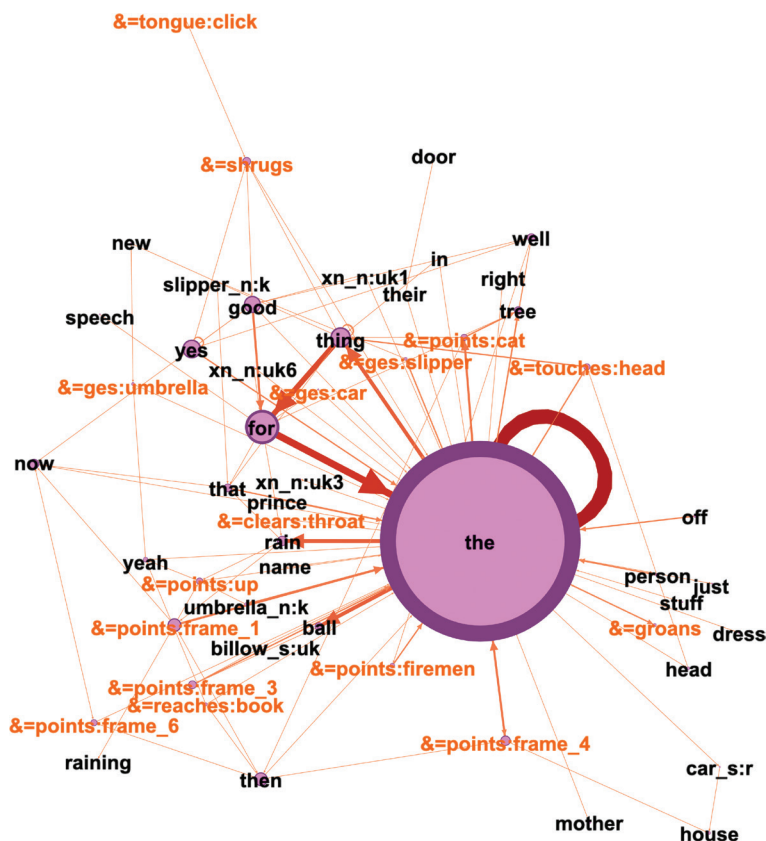 &=tongue:click
&=shrugs
door
new
in
well
slipper_n:k
xn_n:uk1
right
good
their
speech
tree
yes
thing
&=points:cat
xn_n:uk6
&=ges:slipper
&=touches:head
&=ges:umbrella
&=ges:car
for
now
that
xn_n:uk3
prince
off
&=clears:throat
rain
the
yeah
name
person
just
&=points:up
umbrella_n:k
stuff
&=points:frame_1
ball
&=groans
dress
billow_s:uk
&=points:firemen
head
&=points:frame_3
&=reaches:book
&=points:frame_6
&=points:frame_4
raining
then
car_s:r
mother
house